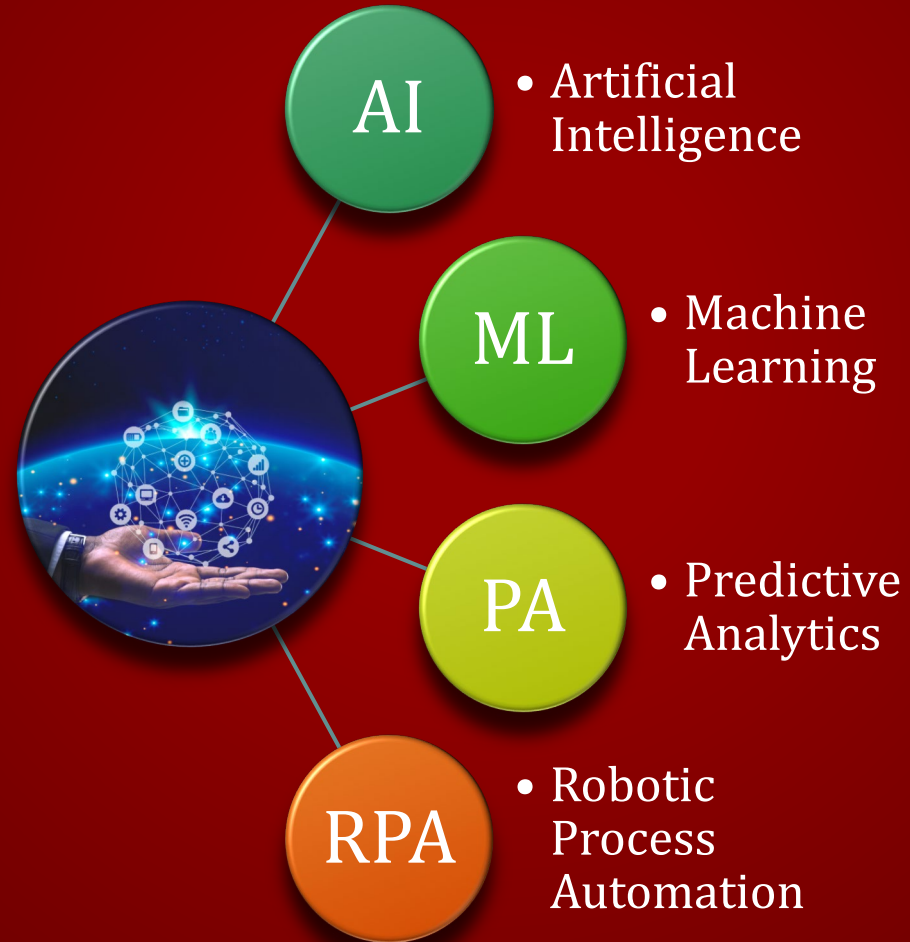 AI
• Artificial
Intelligence
ML
• Machine
Learning
PA
• Predictive
Analytics
RPA
• Robotic
Process
Automation